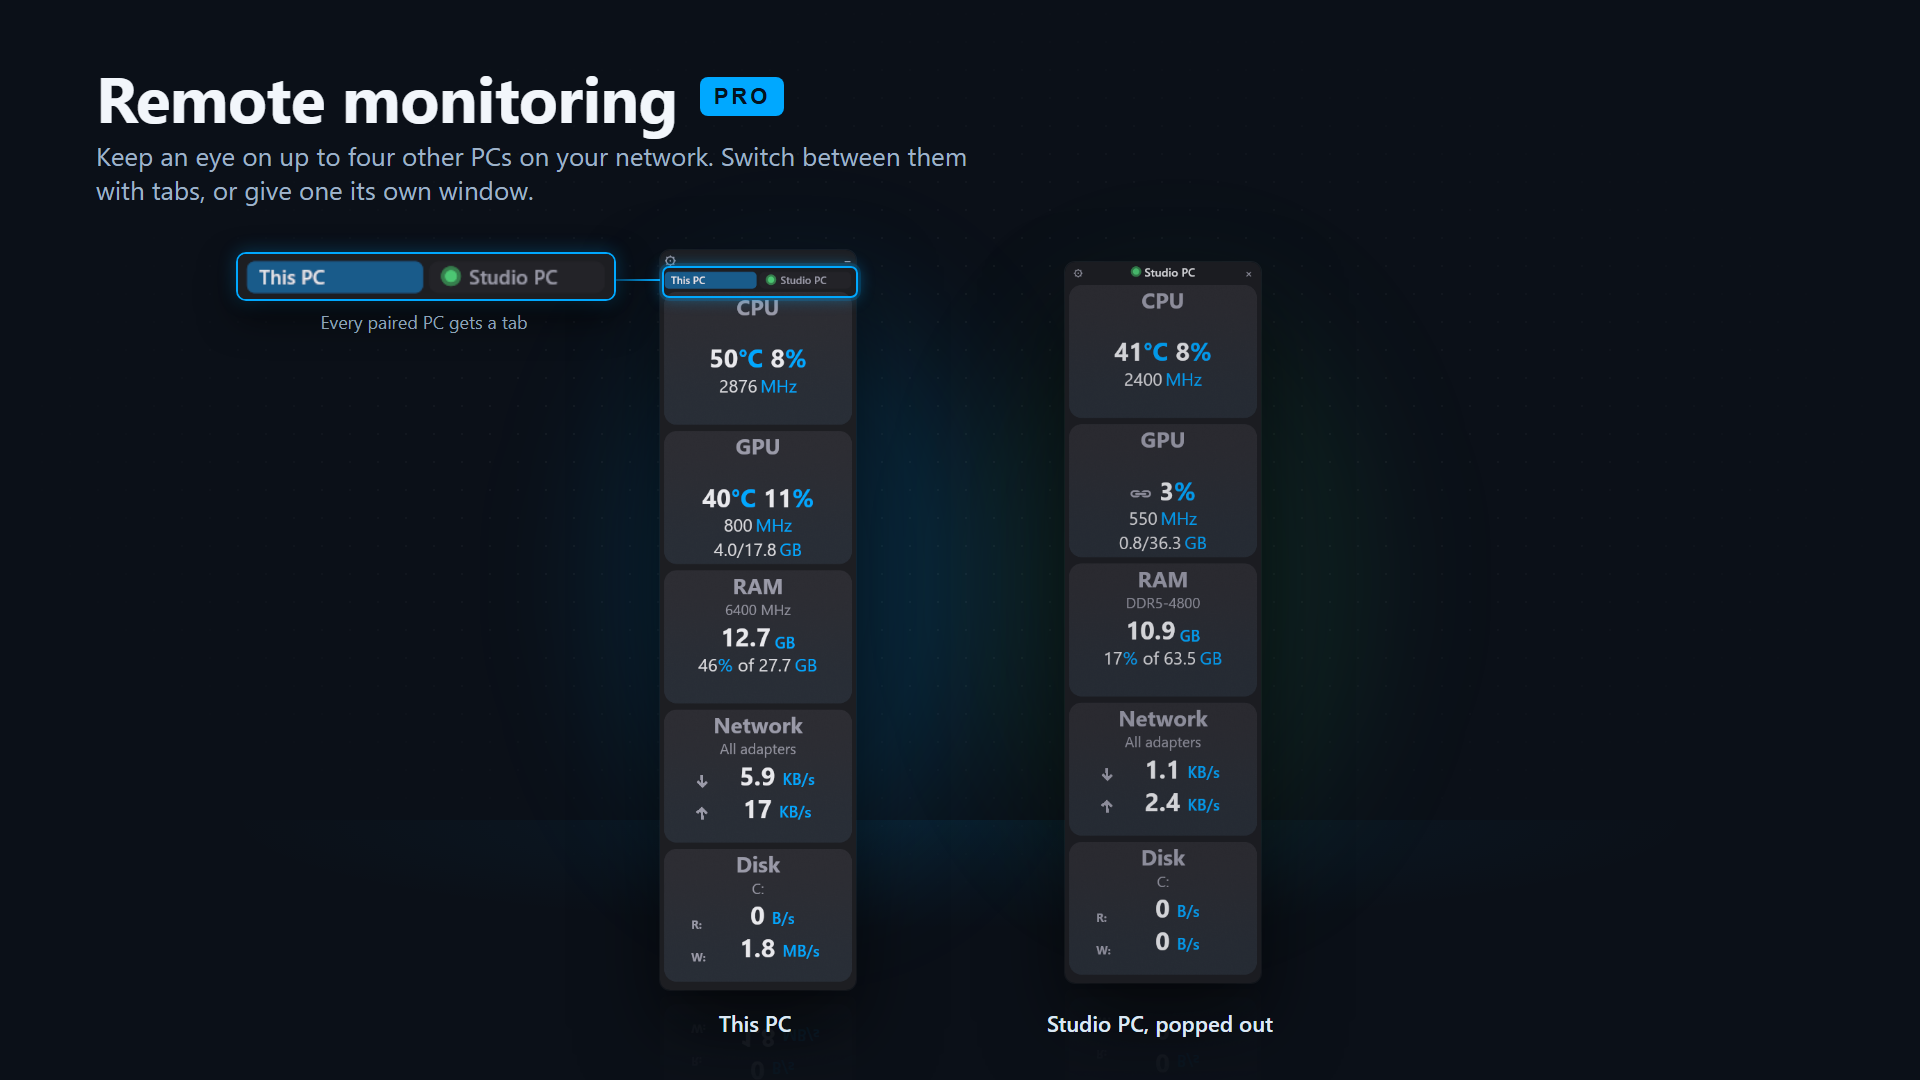 Remote monitoring PRO
Keep an eye on up to four other PCs on your network. Switch between them
with tabs, or give one its own window.
This PC Studio PC
Every paired PC gets a tab
This PC Studio PC
CPU
50°C 8%
2876 MHz
GPU
40°C 11%
800 MHz
4.0/17.8 GB
RAM
6400 MHz
12.7 GB
46% of 27.7 GB
Network
All adapters
↓ 5.9 KB/s
↑ 17 KB/s
Disk
C:
R: 0 B/s
W: 1.8 MB/s
This PC
Studio PC
CPU
41°C 8%
2400 MHz
GPU
3%
550 MHz
0.8/36.3 GB
RAM
DDR5-4800
10.9 GB
17% of 63.5 GB
Network
All adapters
↓ 1.1 KB/s
↑ 2.4 KB/s
Disk
C:
R: 0 B/s
W: 0 B/s
Studio PC, popped out